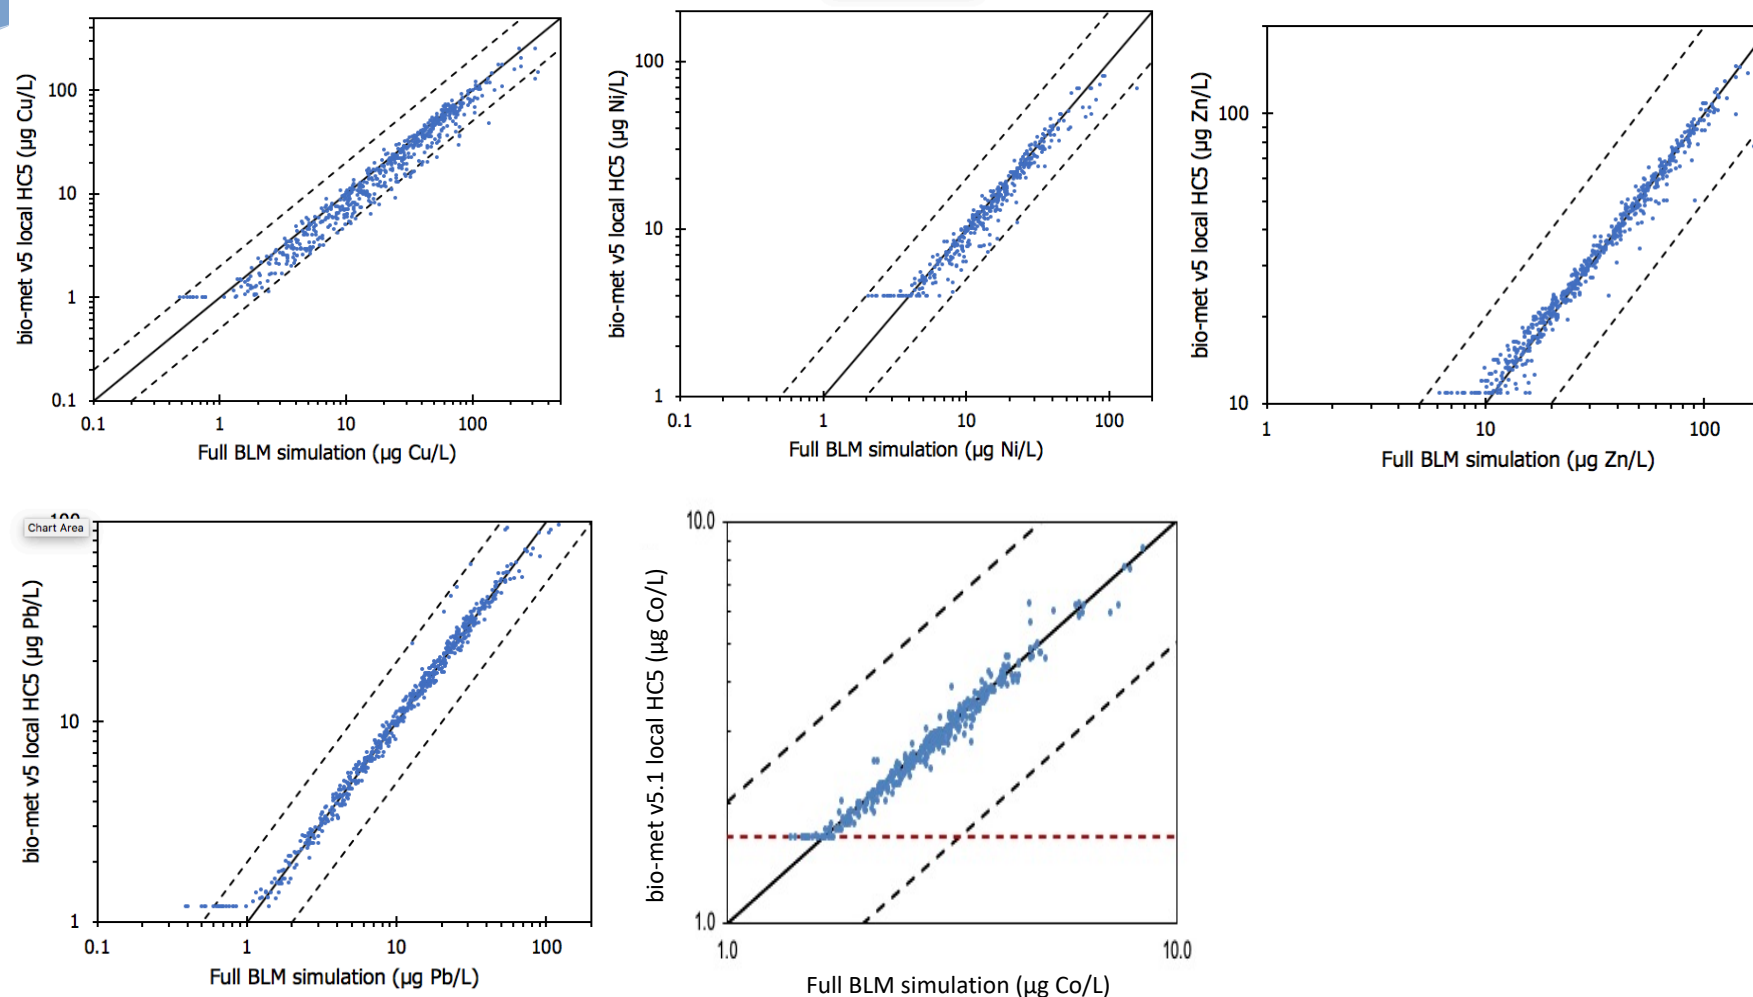 bio-met v5 local HC5 (µg Cu/L)
100
10
1
0.1
0.1 1 10 100
Full BLM simulation (µg Cu/L)
bio-met v5 local HC5 (µg Ni/L)
100
10
1
0.1 1 10 100
Full BLM simulation (µg Ni/L)
bio-met v5 local HC5 (µg Zn/L)
100
10
1 10 100
Full BLM simulation (µg Zn/L)
Chart Area
bio-met v5 local HC5 (µg Pb/L)
100
10
1
0.1 1 10 100
Full BLM simulation (µg Pb/L)
bio-met v5.1 local HC5 (µg Co/L)
10.0
1.0
1.0 10.0
Full BLM simulation (µg Co/L)